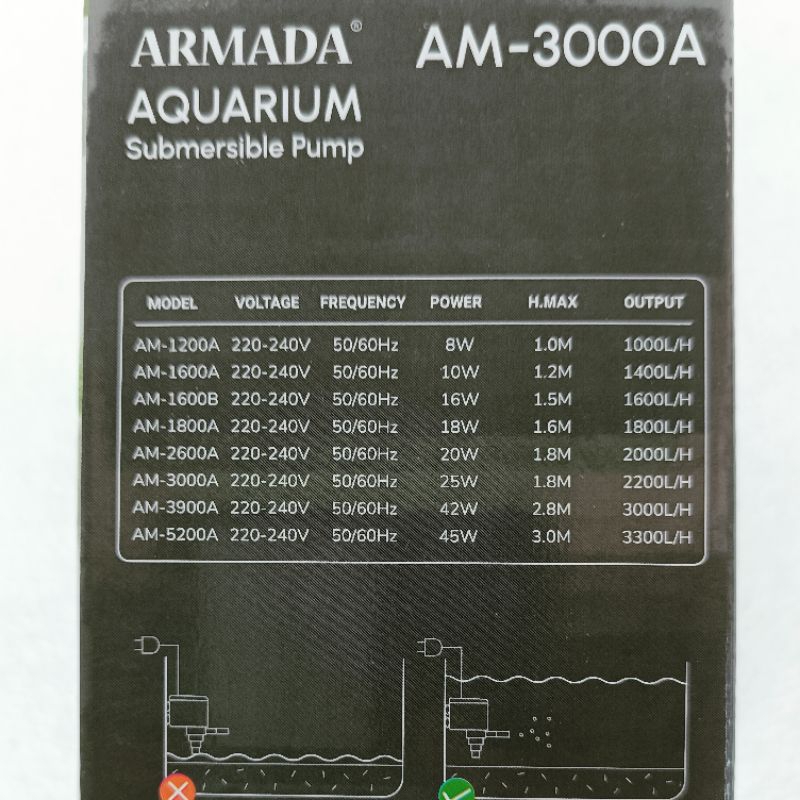 ARMADA® AM-3000A
AQUARIUM
Submersible Pump
MODEL VOLTAGE FREQUENCY POWER H.MAX OUTPUT
AM-1200A 220-240V 50/60Hz 8W 1.0M 1000L/H
AM-1600A 220-240V 50/60Hz 10W 1.2M 1400L/H
AM-1600B 220-240V 50/60Hz 16W 1.5M 1600L/H
AM-1800A 220-240V 50/60Hz 18W 1.6M 1800L/H
AM-2600A 220-240V 50/60Hz 20W 1.8M 2000L/H
AM-3000A 220-240V 50/60Hz 25W 1.8M 2200L/H
AM-3900A 220-240V 50/60Hz 42W 2.8M 3000L/H
AM-5200A 220-240V 50/60Hz 45W 3.0M 3300L/H